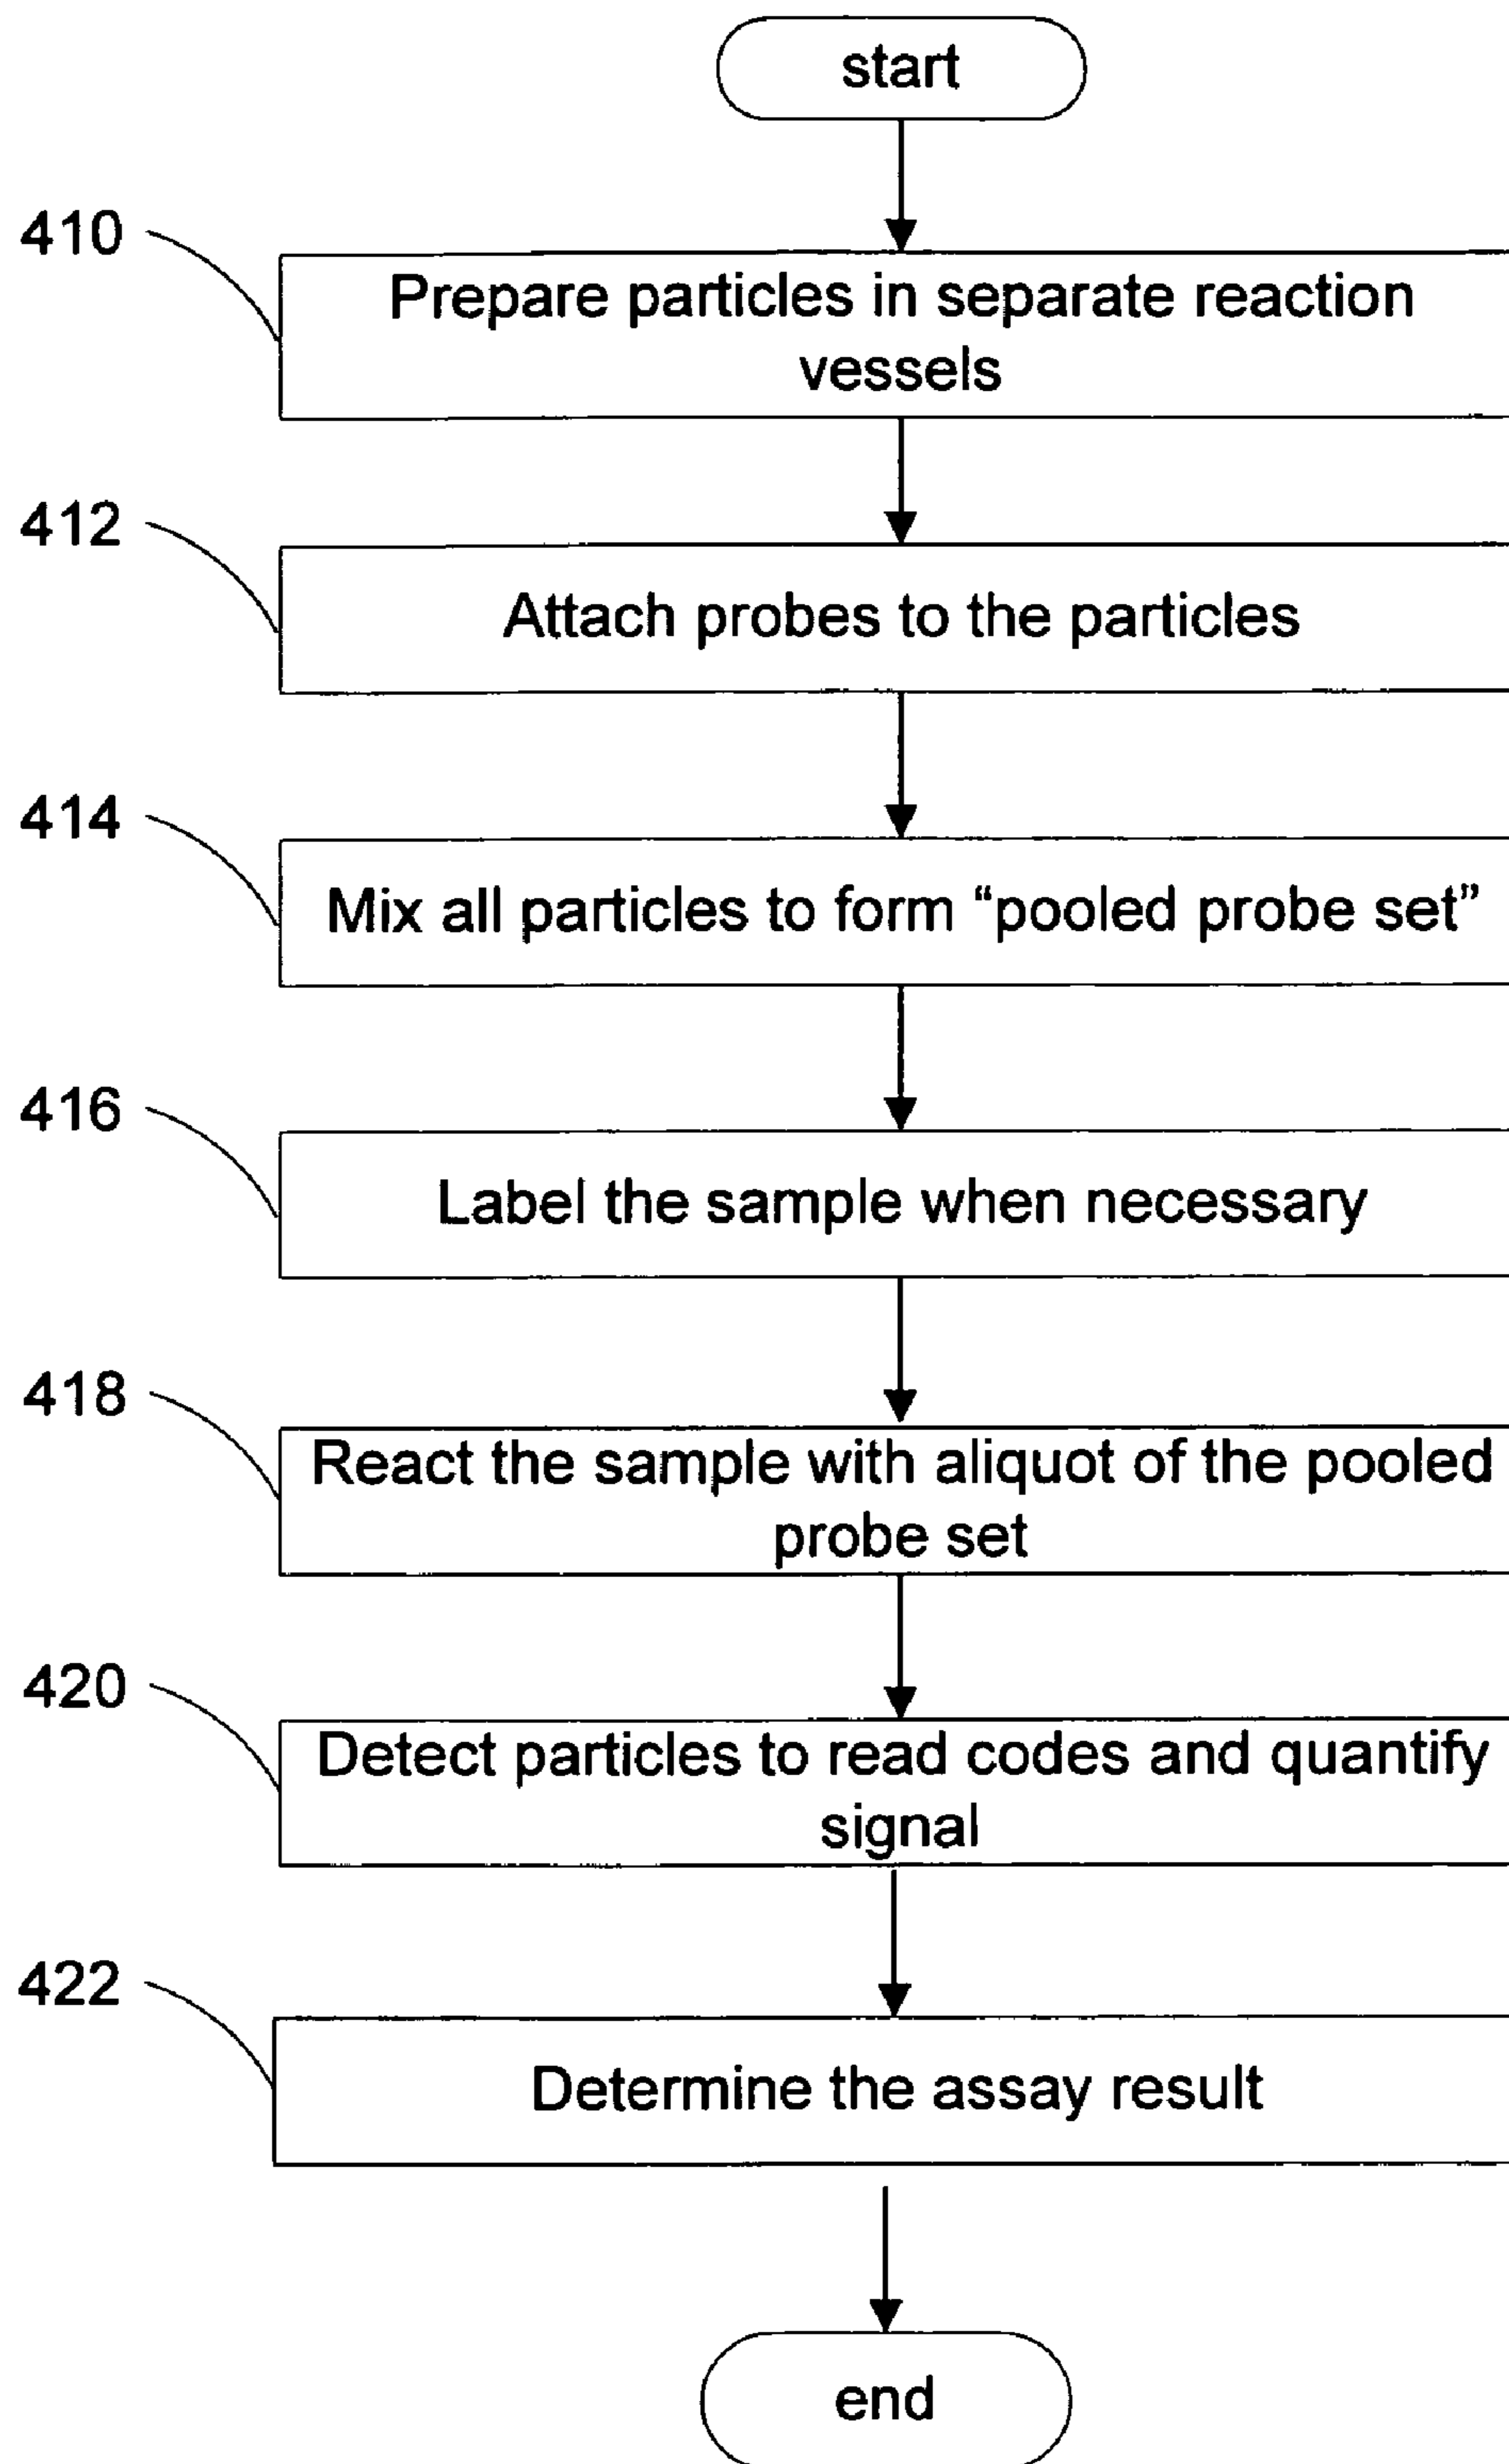 start
410
Prepare particles in separate reaction
vessels
412
Attach probes to the particles
414
Mix all particles to form “pooled probe set”
416
Label the sample when necessary
418
React the sample with aliquot of the pooled
probe set
420
Detect particles to read codes and quantify
signal
422
Determine the assay result
end